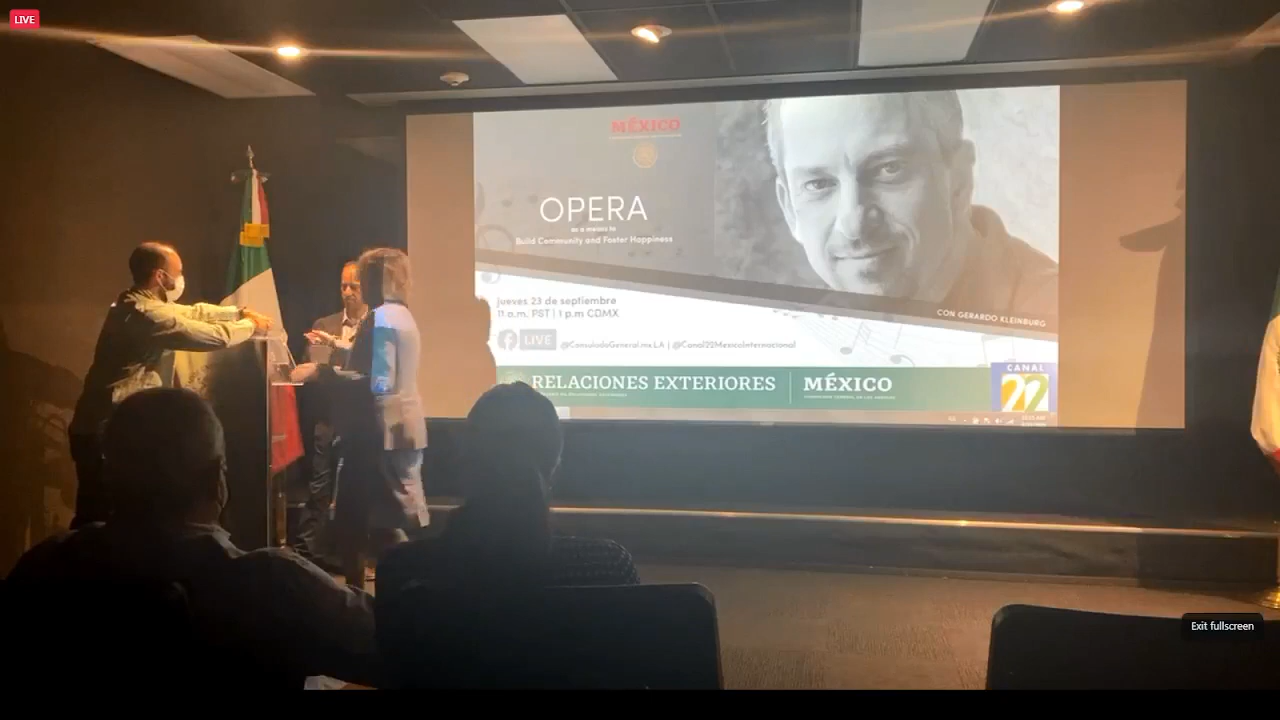 LIVE
MÉXICO
OPERA
as a means to
Build Community and Foster Happiness
jueves 23 de septiembre
11 a.m. PST | 1 p.m CDMX
LIVE @ConsuladoGeneral.mx.LA | @Canal22MexicoInternacional
CON GERARDO KLEINBURG
RELACIONES EXTERIORES MÉXICO
CANAL
22
Exit fullscreen